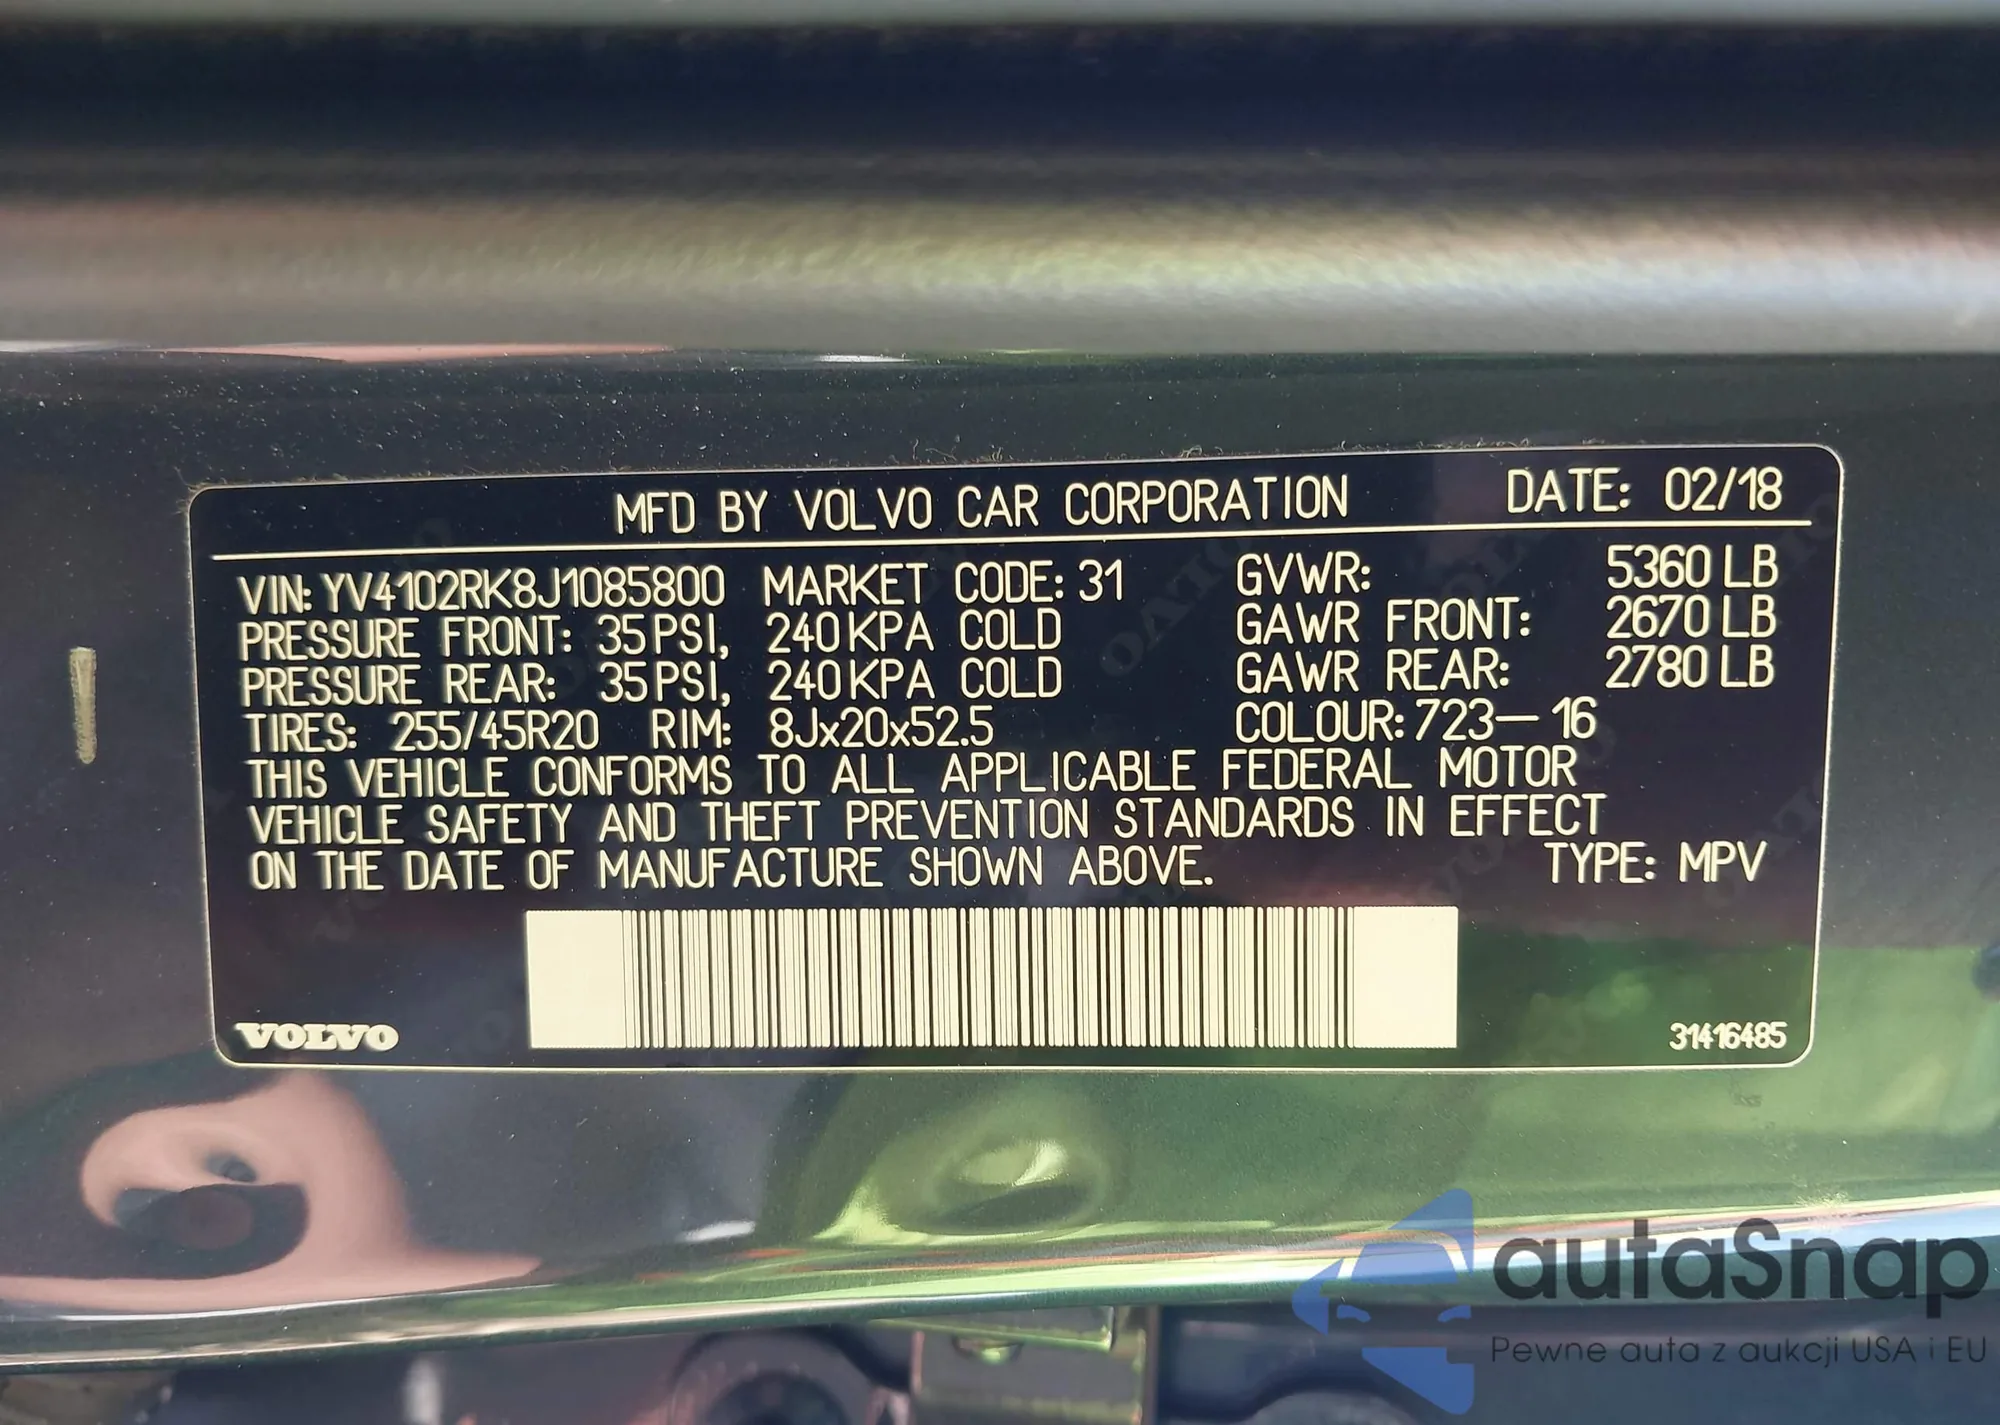 MFD BY VOLVO CAR CORPORATION DATE: 02/18
VIN: YV4102RK8J1085800 MARKET CODE: 31 GVWR: 5360 LB
PRESSURE FRONT: 35 PSI, 240 KPA COLD GAWR FRONT: 2670 LB
PRESSURE REAR: 35 PSI, 240 KPA COLD GAWR REAR: 2780 LB
TIRES: 255/45R20 RIM: 8Jx20x52.5 COLOUR: 723-16
THIS VEHICLE CONFORMS TO ALL APPLICABLE FEDERAL MOTOR
VEHICLE SAFETY AND THEFT PREVENTION STANDARDS IN EFFECT
ON THE DATE OF MANUFACTURE SHOWN ABOVE. TYPE: MPV
VOLVO 31416485
autaSnap
Pewne auta z aukcji USA i EU